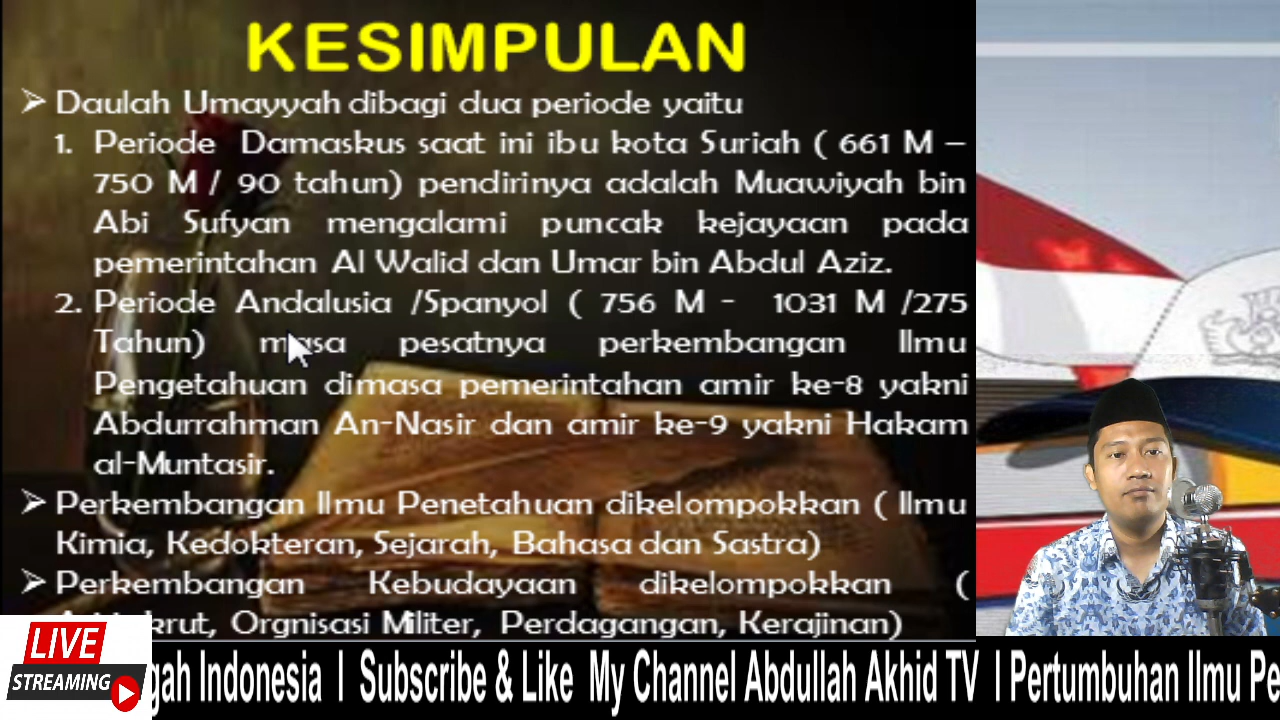 KESIMPULAN
➢ Daulah Umayyah dibagi dua periode yaitu
1. Periode Damaskus saat ini ibu kota Suriah ( 661 M –
750 M / 90 tahun) pendirinya adalah Muawiyah bin
Abi Sufyan mengalami puncak kejayaan pada
pemerintahan Al Walid dan Umar bin Abdul Aziz.
2. Periode Andalusia /Spanyol ( 756 M - 1031 M /275
Tahun) masa pesatnya perkembangan Ilmu
Pengetahuan dimasa pemerintahan amir ke-8 yakni
Abdurrahman An-Nasir dan amir ke-9 yakni Hakam
al-Muntasir.
➢ Perkembangan Ilmu Penetahuan dikelompokkan ( Ilmu
Kimia, Kedokteran, Sejarah, Bahasa dan Sastra)
➢ Perkembangan Kebudayaan dikelompokkan (
Orgnisasi Militer, Perdagangan, Kerajinan)
LIVE
STREAMING
Indonesia I Subscribe & Like My Channel Abdullah Akhid TV I Pertumbuhan Ilmu